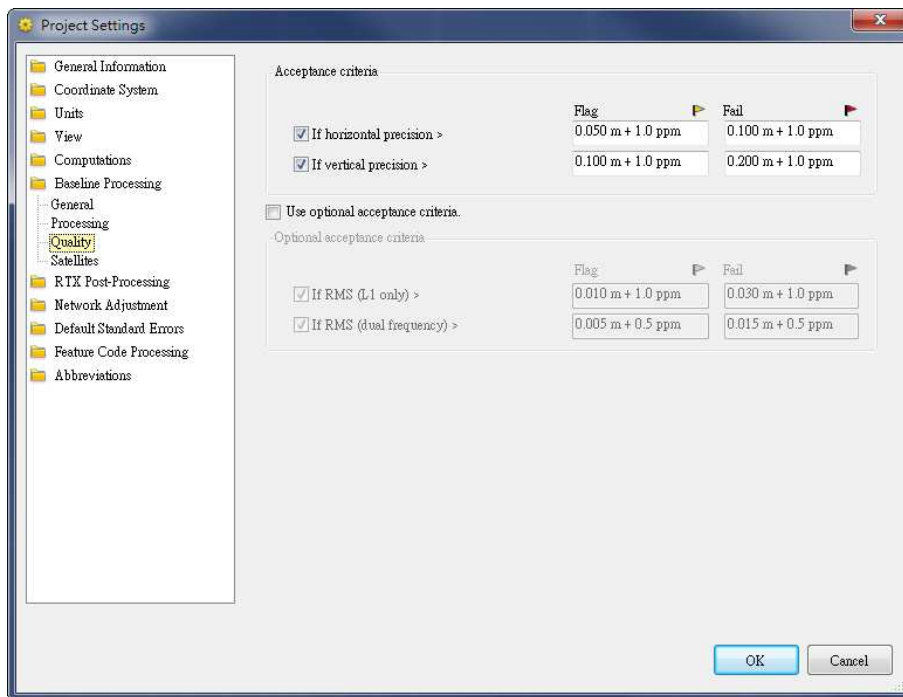 Project Settings
General Information
Coordinate System
Units
View
Computations
Baseline Processing
General
Processing
Quality
Satellites
RTX Post-Processing
Network Adjustment
Default Standard Errors
Feature Code Processing
Abbreviations
Acceptance criteria
Flag Fail
If horizontal precision > 0.050 m + 1.0 ppm 0.100 m + 1.0 ppm
If vertical precision > 0.100 m + 1.0 ppm 0.200 m + 1.0 ppm
Use optional acceptance criteria.
Optional acceptance criteria
Flag Fail
If RMS (L1 only) > 0.010 m + 1.0 ppm 0.030 m + 1.0 ppm
If RMS (dual frequency) > 0.005 m + 0.5 ppm 0.015 m + 0.5 ppm
OK Cancel